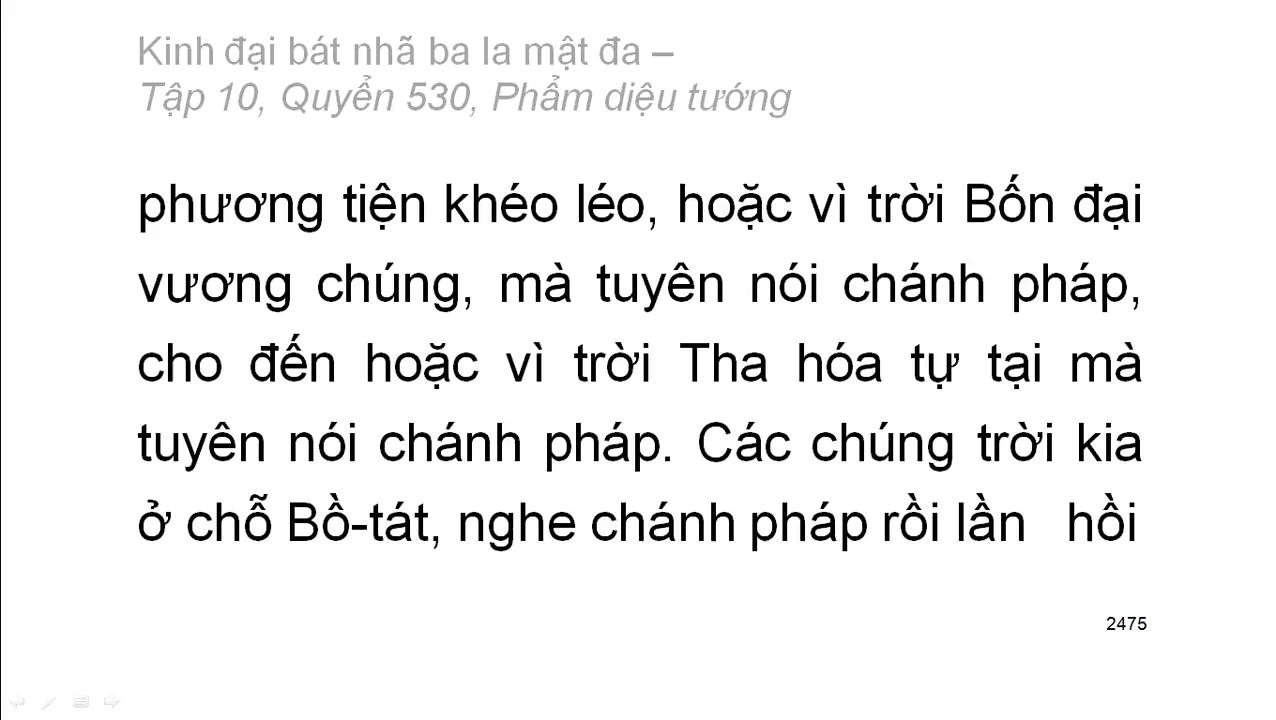 Kinh đại bát nhã ba la mật đa –
Tập 10, Quyển 530, Phẩm diệu tướng
phương tiện khéo léo, hoặc vì trời Bốn đại
vương chúng, mà tuyên nói chánh pháp,
cho đến hoặc vì trời Tha hóa tự tại mà
tuyên nói chánh pháp. Các chúng trời kia
ở chỗ Bồ-tát, nghe chánh pháp rồi lần hồi
2475